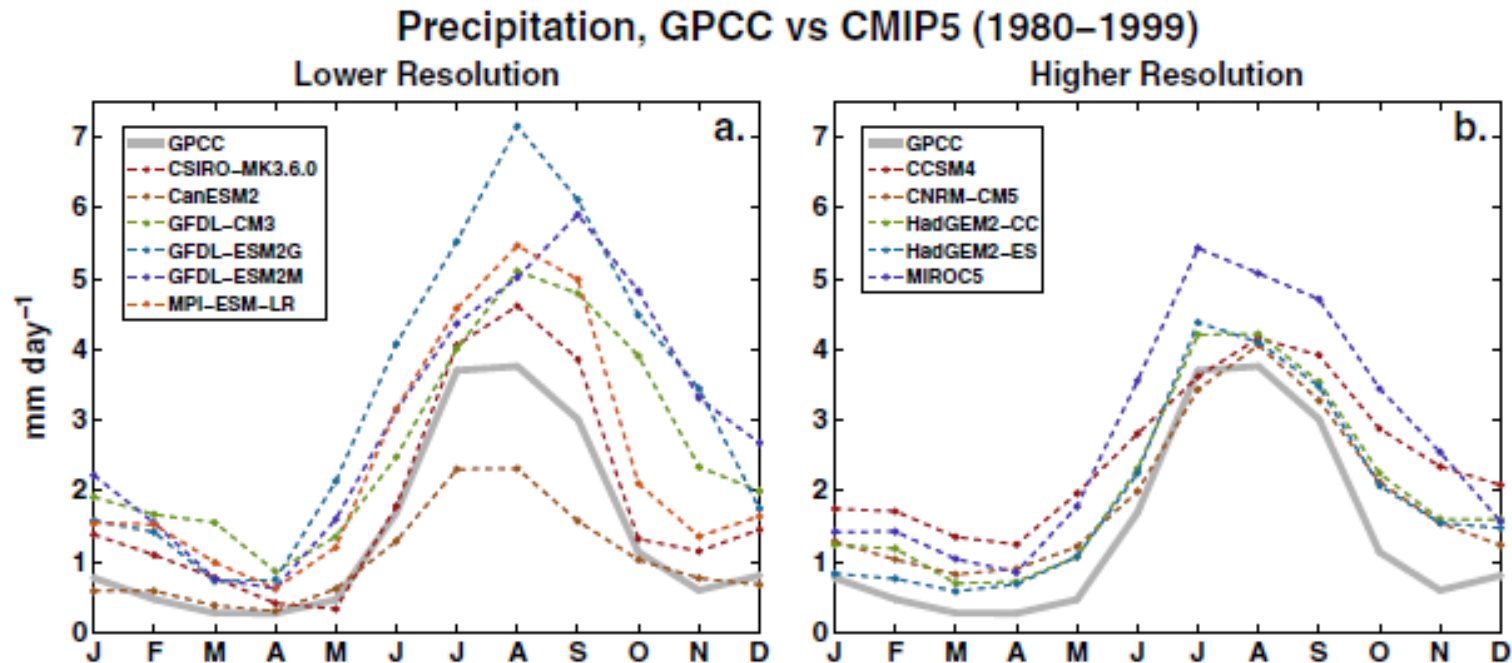 Precipitation, GPCC vs CMIP5 (1980–1999)
Lower Resolution
Higher Resolution
mm day⁻¹
7
6
5
4
3
2
1
0
a.
GPCC
CSIRO–MK3.6.0
CanESM2
GFDL–CM3
GFDL–ESM2G
GFDL–ESM2M
MPI–ESM–LR
J F M A M J J A S O N D
7
6
5
4
3
2
1
0
b.
GPCC
CCSM4
CNRM–CM5
HadGEM2–CC
HadGEM2–ES
MIROC5
J F M A M J J A S O N D